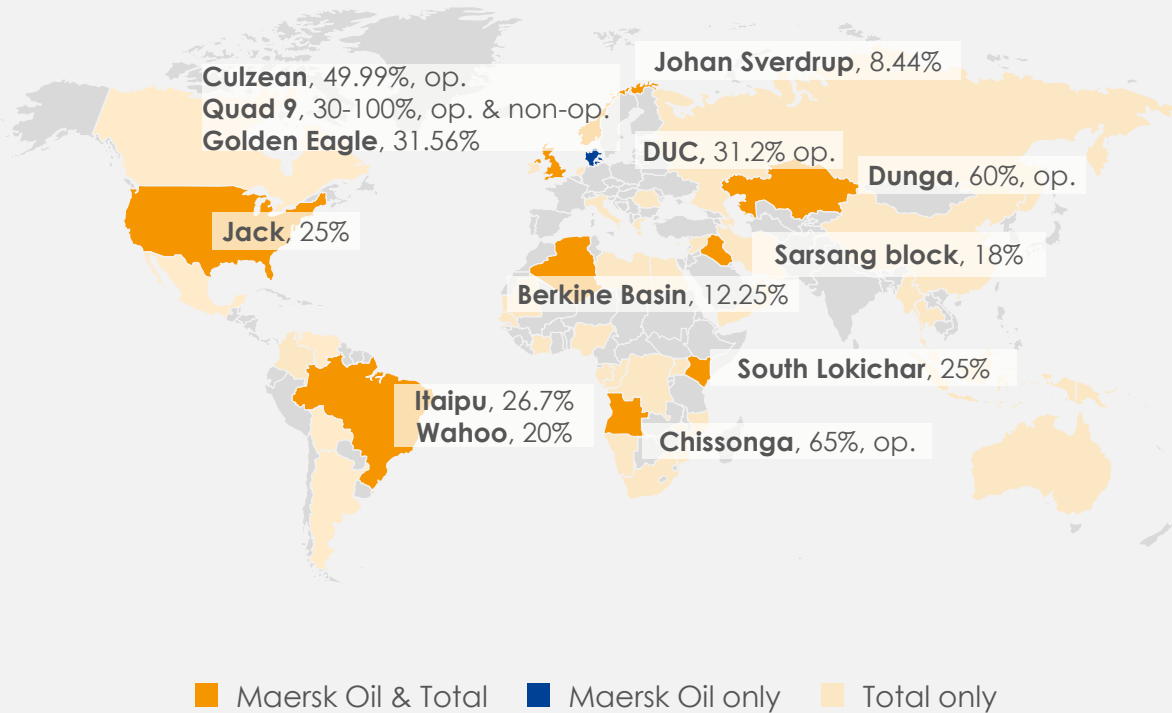 Johan Sverdrup, 8.44%
Culzean, 49.99%, op.
Quad 9, 30-100%, op. & non-op.
Golden Eagle, 31.56%
DUC, 31.2% op.
Dunga, 60%, op.
Jack, 25%
Sarsang block, 18%
Berkine Basin, 12.25%
South Lokichar, 25%
Itaipu, 26.7%
Wahoo, 20%
Chissonga, 65%, op.
Maersk Oil & Total
Maersk Oil only
Total only